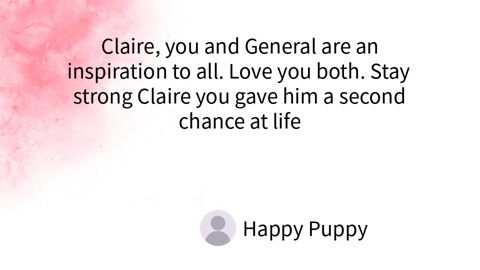 Claire, you and General are an
inspiration to all. Love you both. Stay
strong Claire you gave him a second
chance at life
Happy Puppy